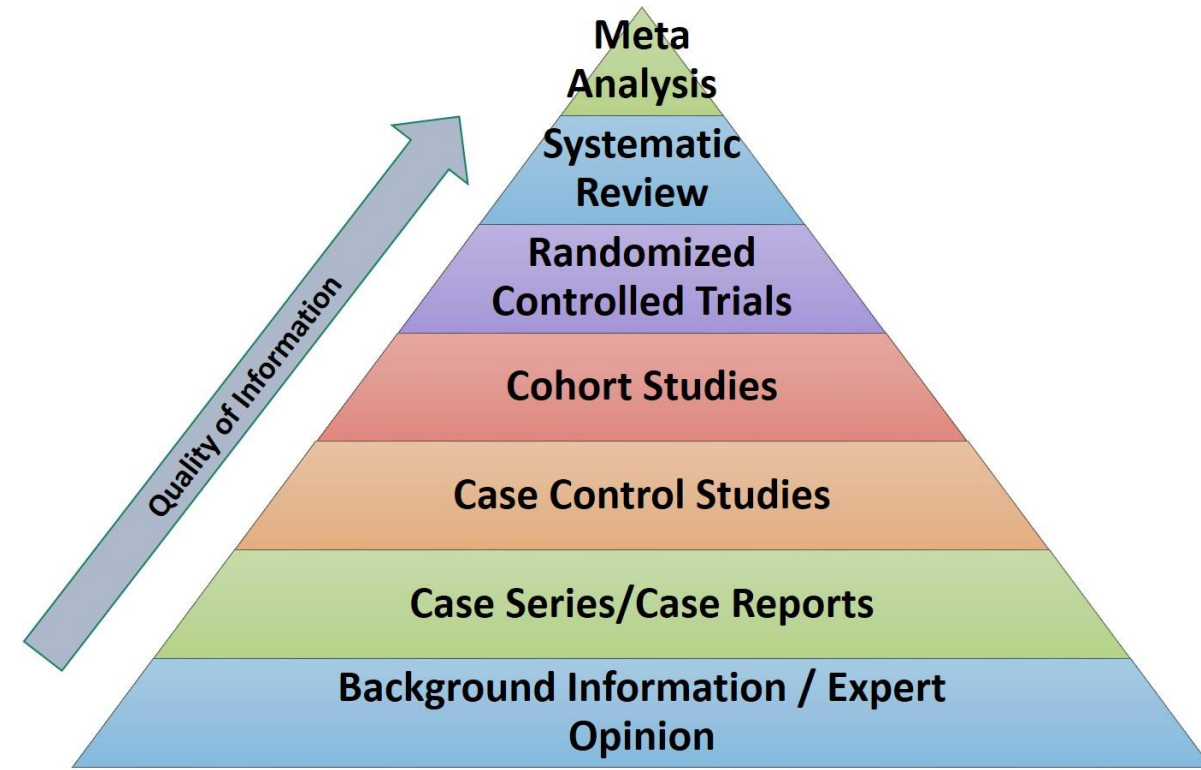 Meta
Analysis
Systematic
Review
Randomized
Controlled Trials
Quality of Information
Cohort Studies
Case Control Studies
Case Series/Case Reports
Background Information / Expert
Opinion